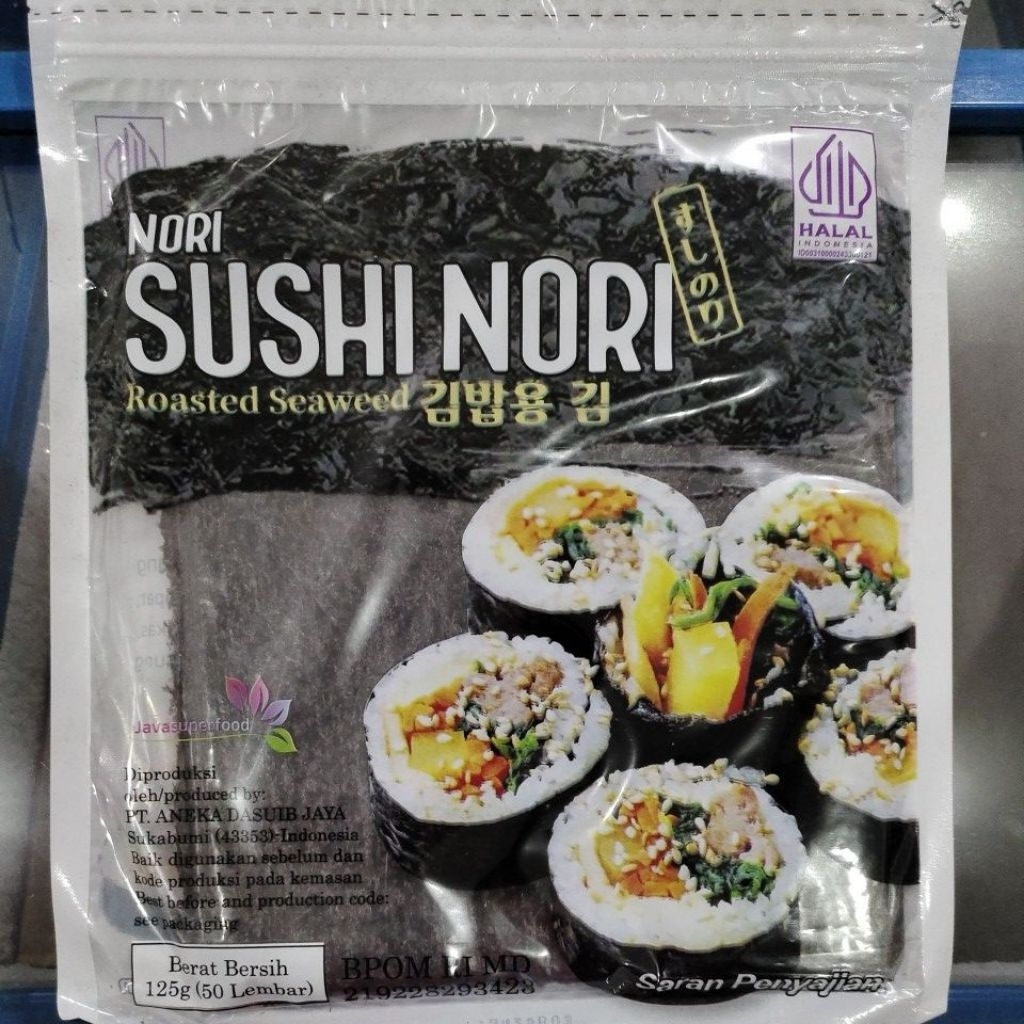 HALAL
INDONESIA
NORI
SUSHI NORI
すしのり
Roasted Seaweed 김밥용 김
Javasuperfood
Diproduksi
oleh/produced by:
PT. ANEKA DASUIB JAYA
Sukabumi (43353)-Indonesia
Baik digunakan sebelum dan
kode produksi pada kemasan
Best before and production code:
see packaging
Berat Bersih
125g (50 Lembar)
BPOM RI MD
219228293428
Saran Penyajian